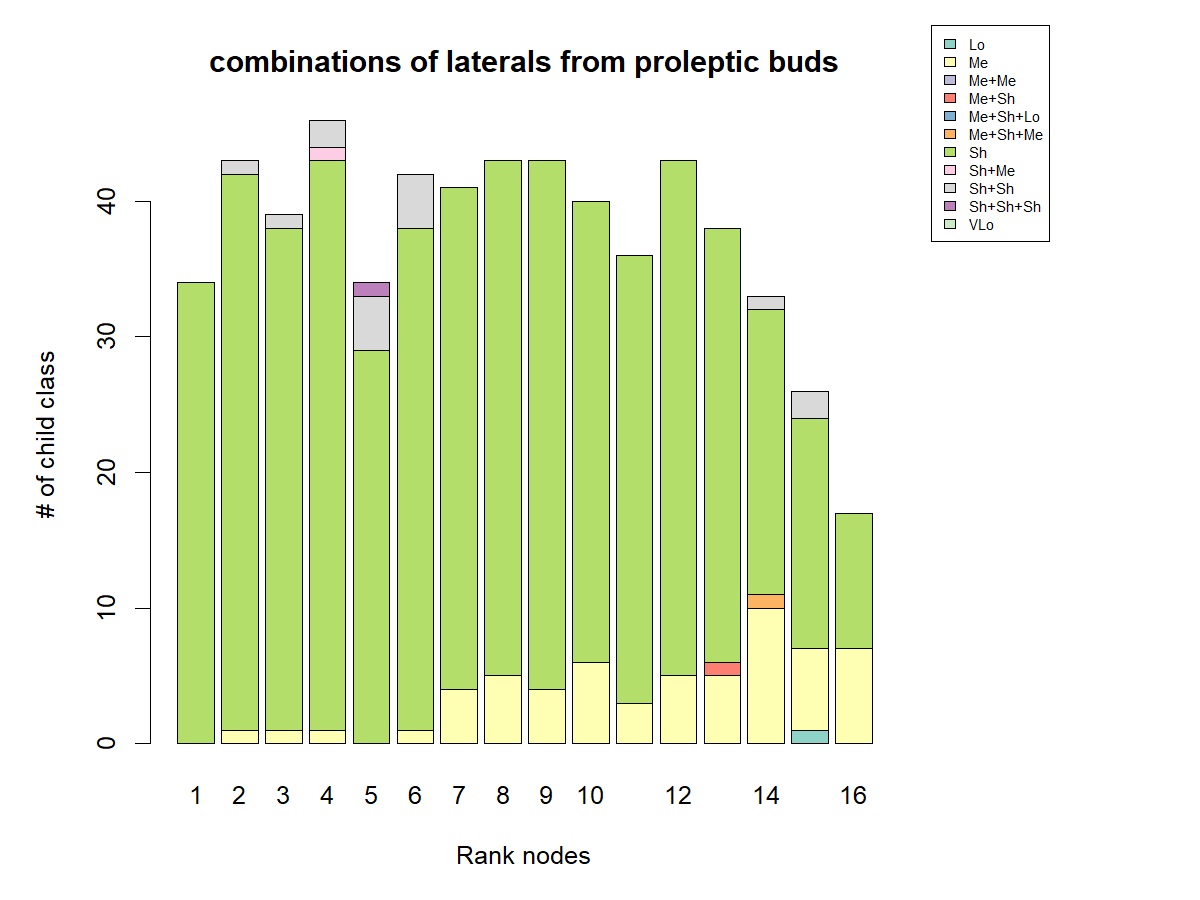 combinations of laterals from proleptic buds
Lo
Me
Me+Me
Me+Sh
Me+Sh+Lo
Me+Sh+Me
Sh
Sh+Me
Sh+Sh
Sh+Sh+Sh
VLo
# of child class
40
30
20
10
0
1 2 3 4 5 6 7 8 9 10 12 14 16
Rank nodes